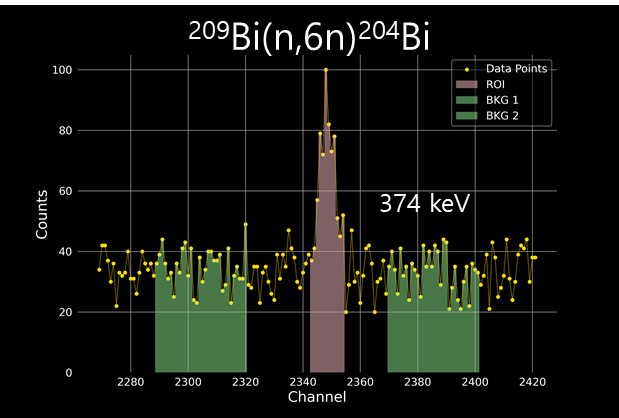 ²⁰⁹Bi(n,6n)²⁰⁴Bi
100
80
60
40
20
0
Counts
Data Points
ROI
BKG 1
BKG 2
374 keV
2280 2300 2320 2340 2360 2380 2400 2420
Channel